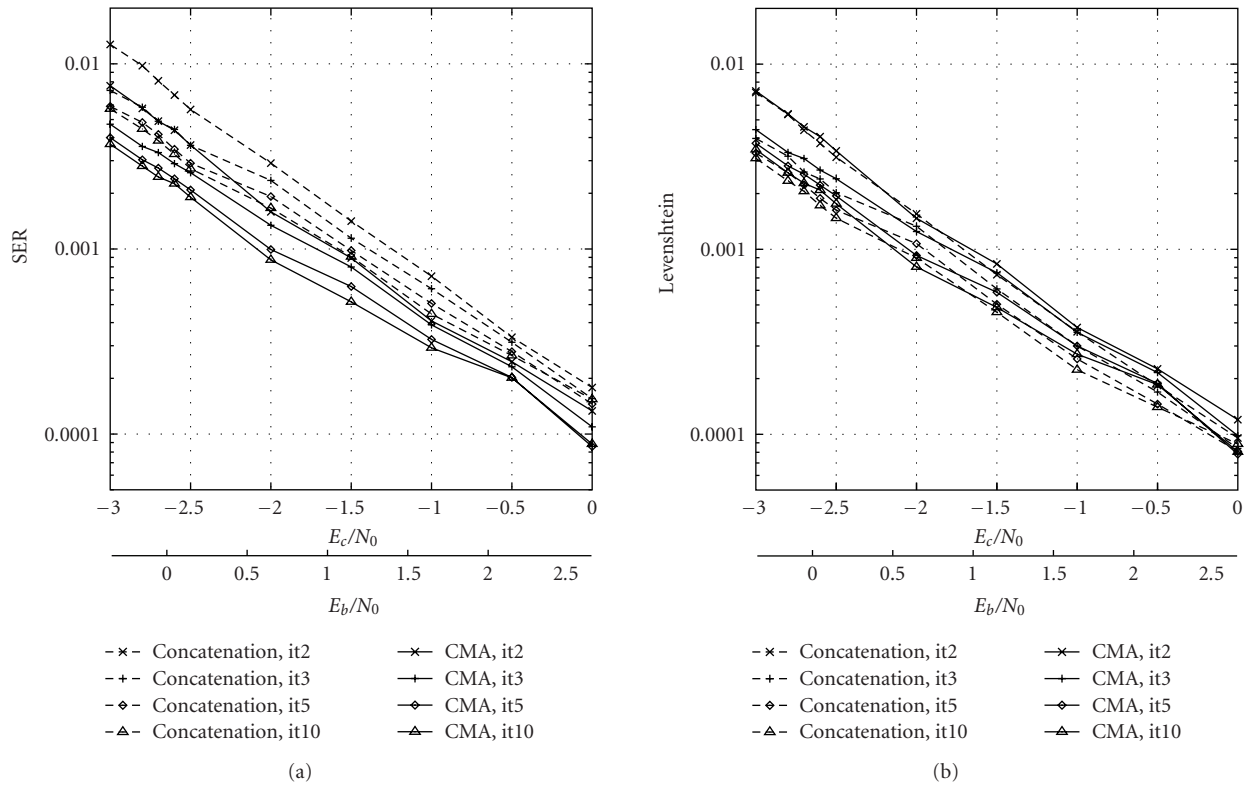 0.01
0.001
0.0001
SER
−3 −2.5 −2 −1.5 −1 −0.5 0
E_c/N_0
0 0.5 1 1.5 2 2.5
E_b/N_0
Concatenation, it2
Concatenation, it3
Concatenation, it5
Concatenation, it10
CMA, it2
CMA, it3
CMA, it5
CMA, it10
(a)
0.01
0.001
0.0001
Levenshtein
−3 −2.5 −2 −1.5 −1 −0.5 0
E_c/N_0
0 0.5 1 1.5 2 2.5
E_b/N_0
Concatenation, it2
Concatenation, it3
Concatenation, it5
Concatenation, it10
CMA, it2
CMA, it3
CMA, it5
CMA, it10
(b)